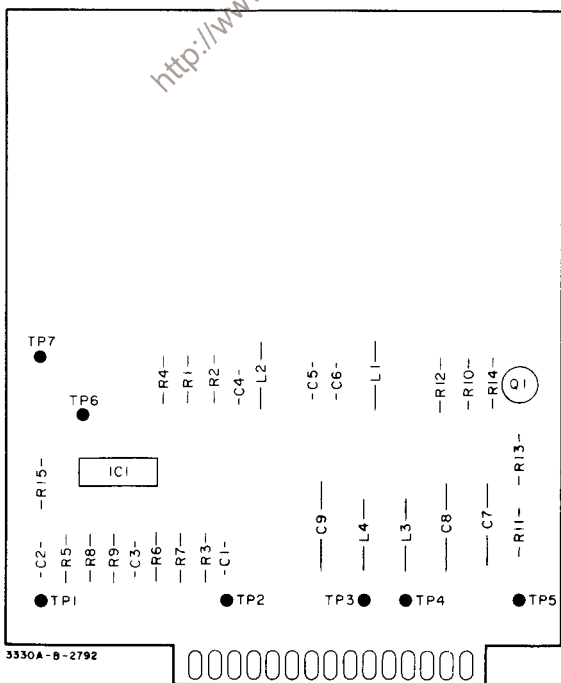 http://ww
TP7
R4 R1 R2 C4 L2 C5 C6 L1 R12 R10 R14 Q1
TP6
R15 IC1 R13
C2 R5 R8 R9 C3 R6 R7 R3 C1 C9 L4 L3 C8 C7 R11
TP1 TP2 TP3 TP4 TP5
3330A-B-2792